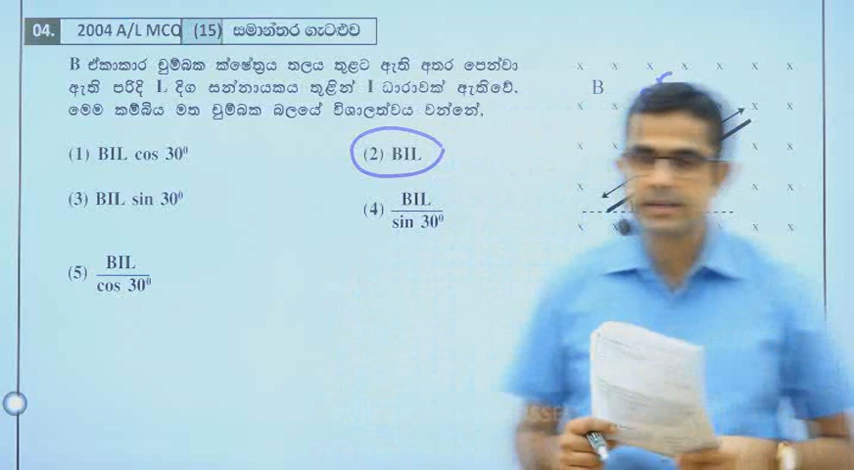 04. 2004 A/L MCQ (15) සමාන්තර ගැටළුව
B ඒකාකාර චුම්බක ක්ෂේත්‍රය තලය තුළට ඇති අතර පෙන්වා
ඇති පරිදි L දිග සන්නායකය තුළින් I ධාරාවක් ඇතිවේ.
මෙම කම්බිය මත චුම්බක බලයේ විශාලත්වය වන්නේ,
(1) BIL cos 30⁰ (2) BIL
(3) BIL sin 30⁰ (4) BIL / sin 30⁰
(5) BIL / cos 30⁰
x x x x x x x
B
x x x x
x x x
x x x
x x x